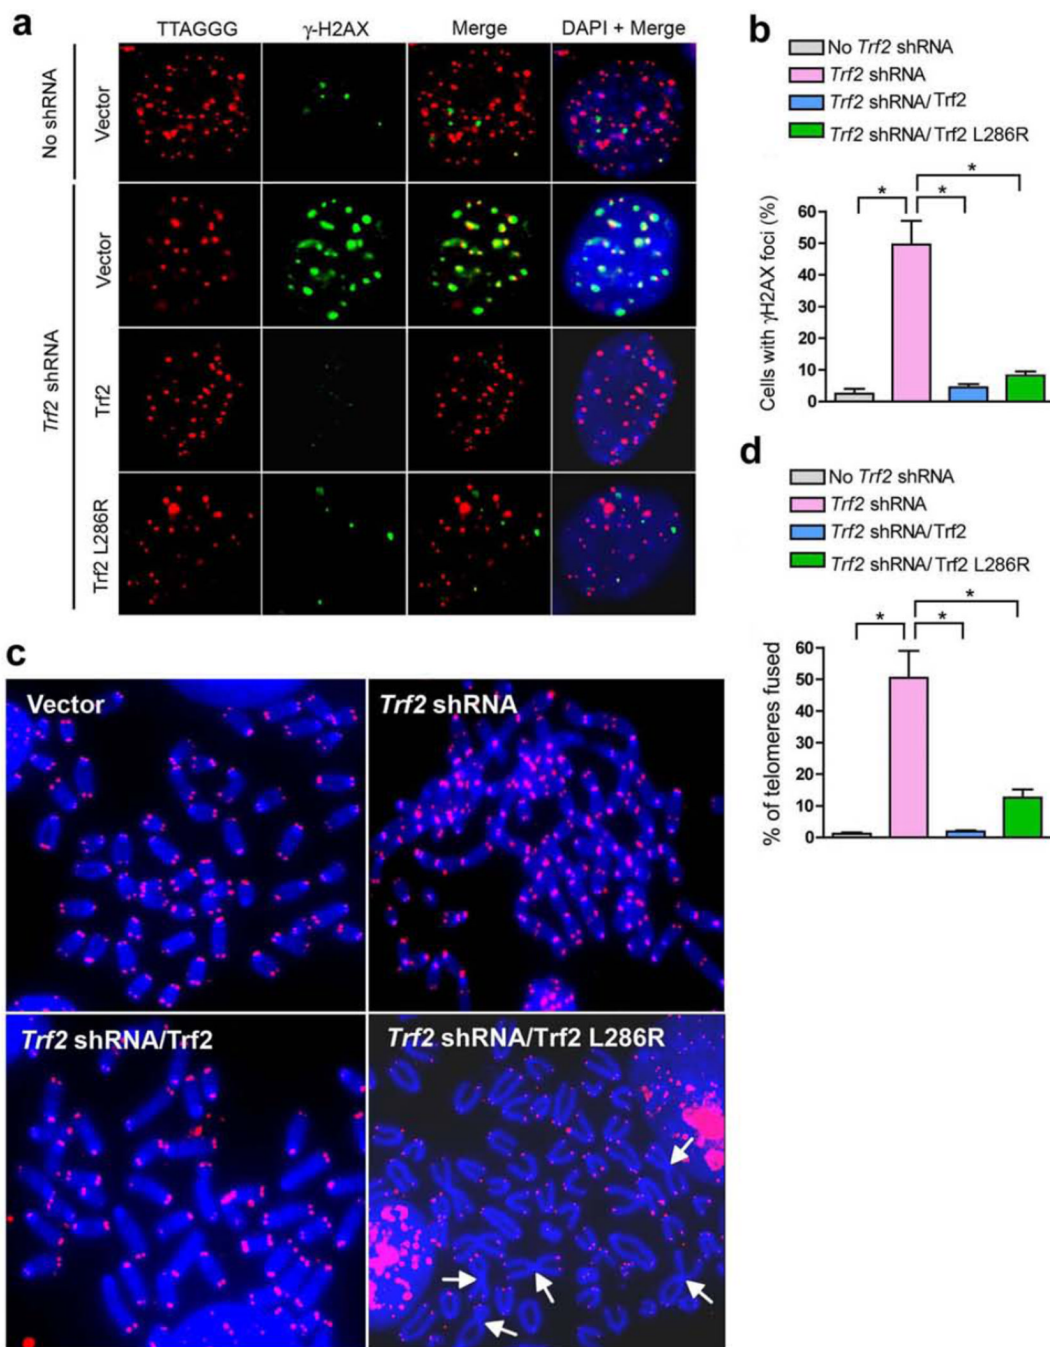 a
TTAGGG γ-H2AX Merge DAPI + Merge
No shRNA
Vector
Trf2 shRNA
Vector
Trf2
Trf2 L286R
b
No Trf2 shRNA
Trf2 shRNA
Trf2 shRNA/Trf2
Trf2 shRNA/Trf2 L286R
* * *
Cells with γH2AX foci (%)
60
50
40
30
20
10
0
c
Vector
Trf2 shRNA
Trf2 shRNA/Trf2
Trf2 shRNA/Trf2 L286R
d
No Trf2 shRNA
Trf2 shRNA
Trf2 shRNA/Trf2
Trf2 shRNA/Trf2 L286R
* * *
% of telomeres fused
60
50
40
30
20
10
0